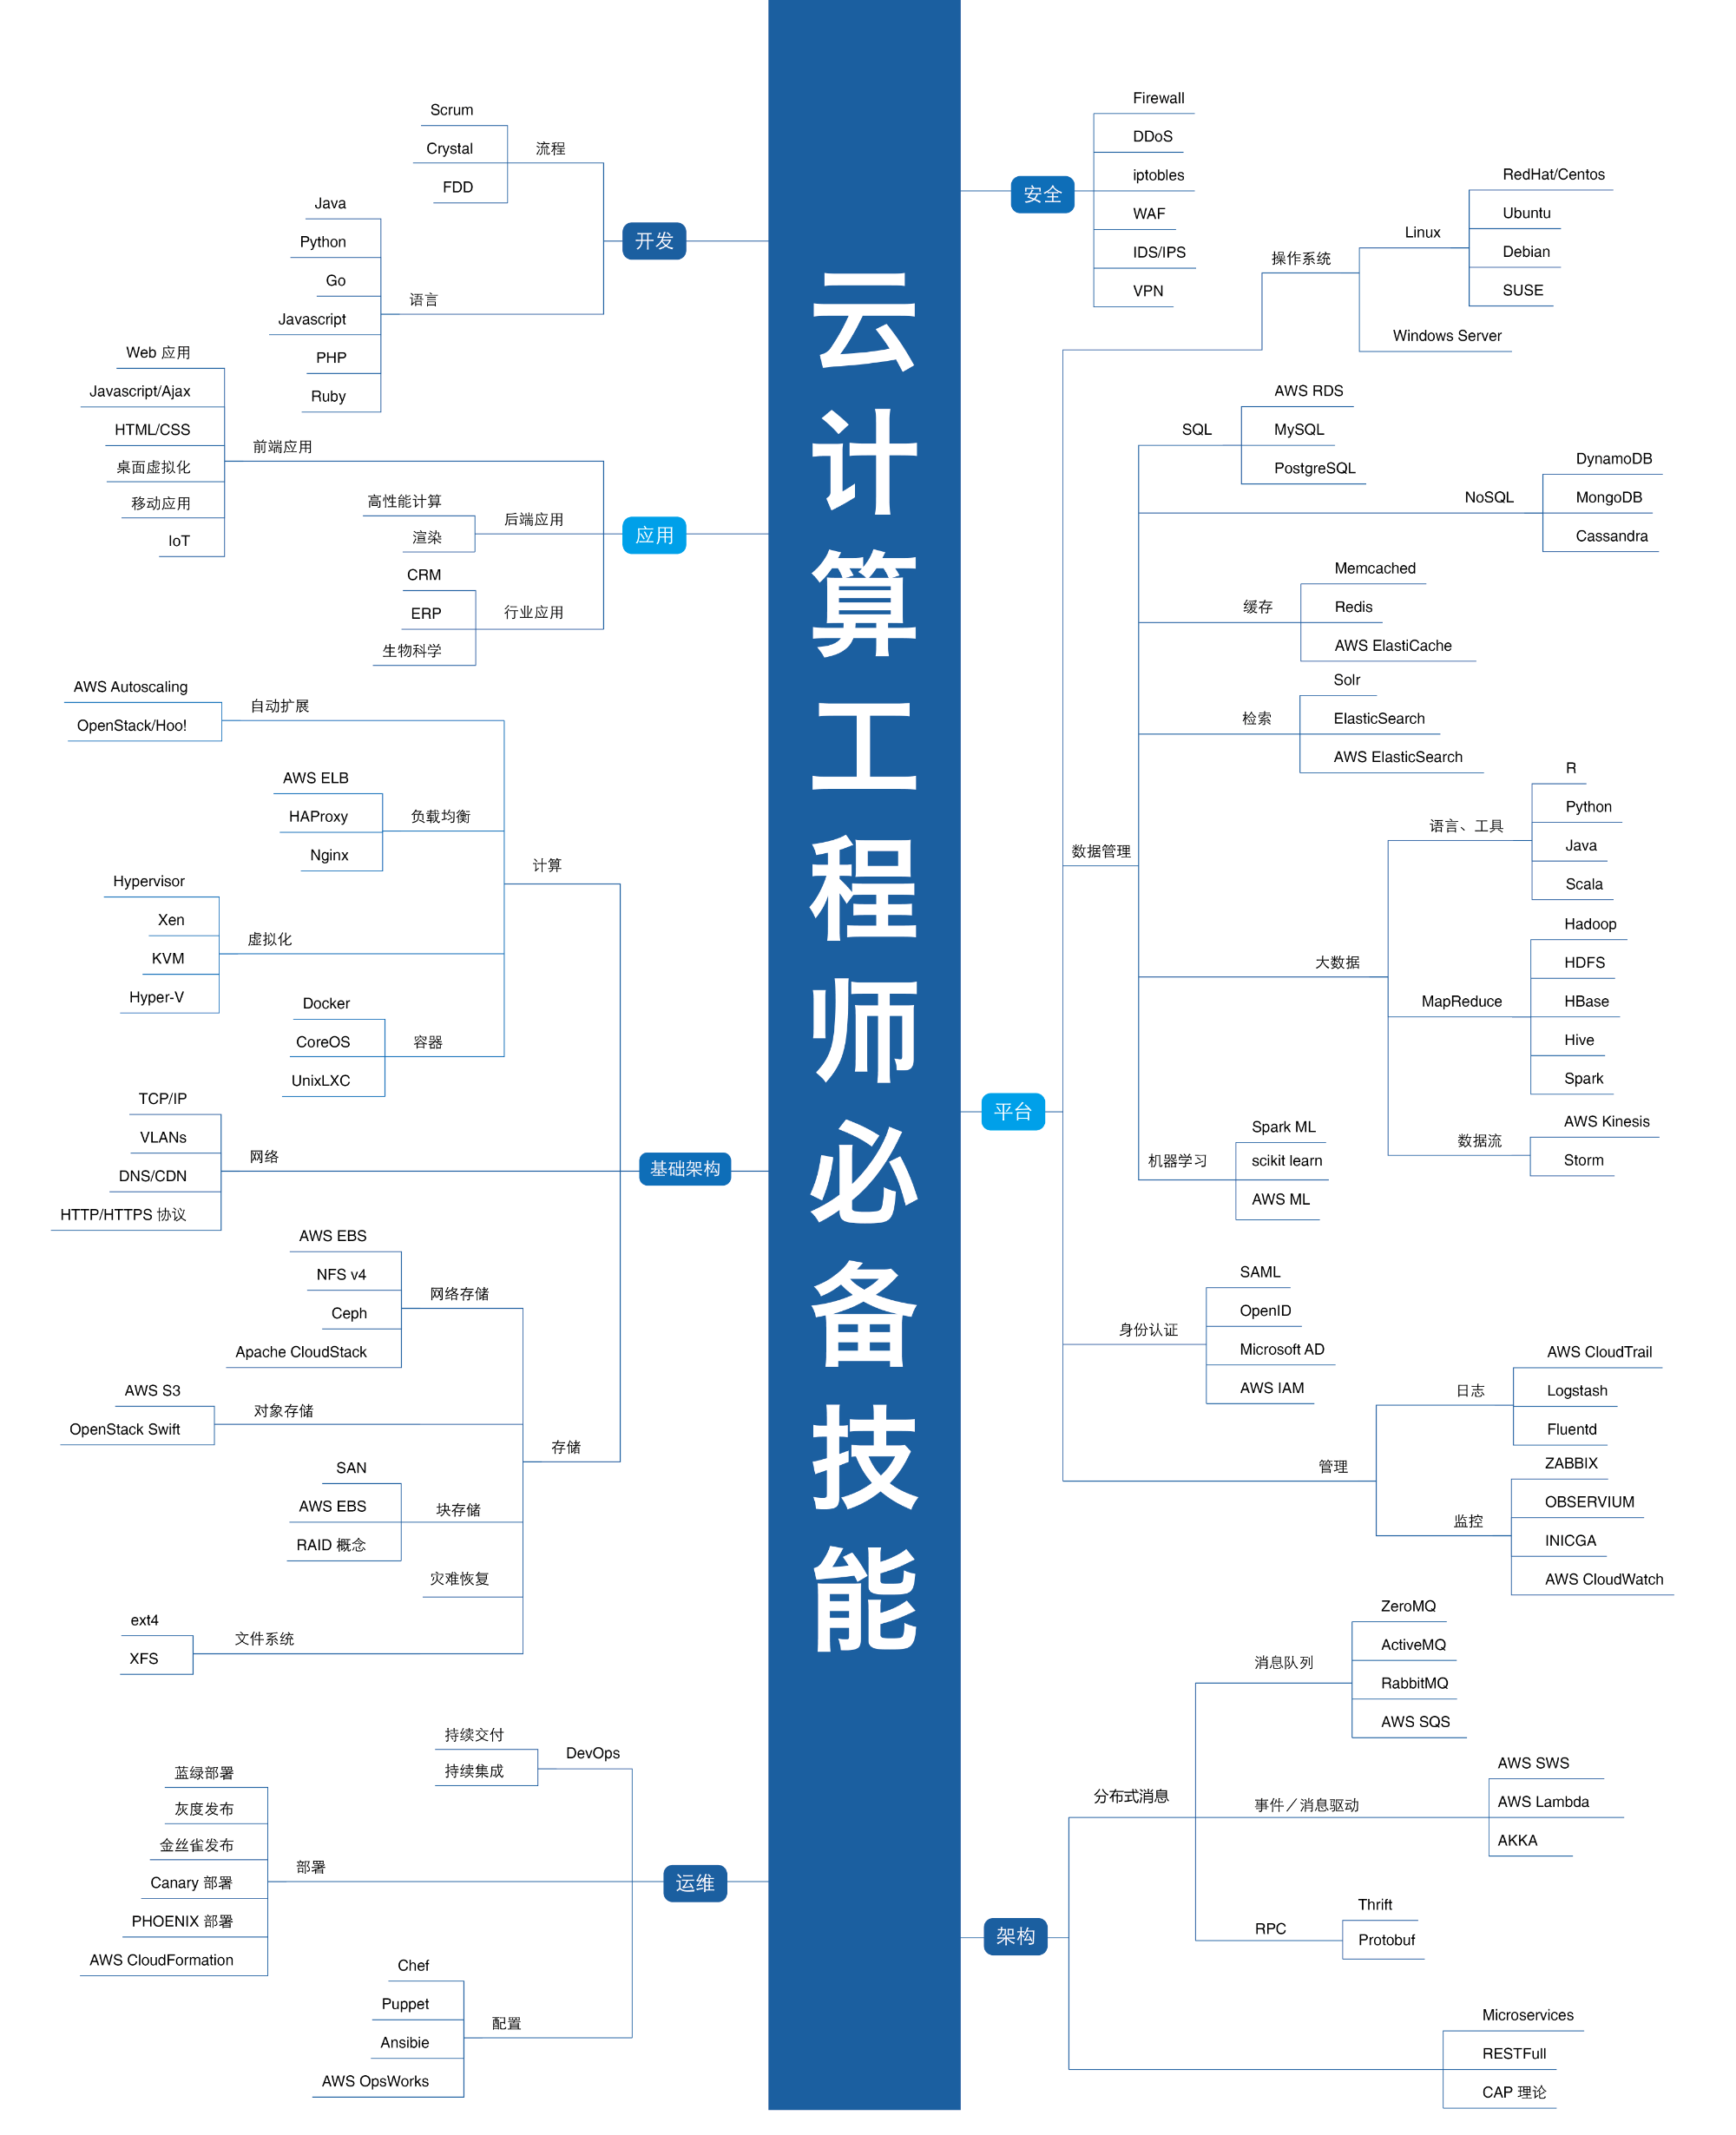 云计算工程师必备技能
开发
流程
Scrum
Crystal
FDD
语言
Java
Python
Go
Javascript
PHP
Ruby
应用
前端应用
Web 应用
Javascript/Ajax
HTML/CSS
桌面虚拟化
移动应用
IoT
后端应用
高性能计算
渲染
行业应用
CRM
ERP
生物科学
基础架构
计算
自动扩展
AWS Autoscaling
OpenStack/Hoo!
负载均衡
AWS ELB
HAProxy
Nginx
虚拟化
Hypervisor
Xen
KVM
Hyper-V
容器
Docker
CoreOS
UnixLXC
网络
TCP/IP
VLANs
DNS/CDN
HTTP/HTTPS 协议
存储
网络存储
AWS EBS
NFS v4
Ceph
Apache CloudStack
对象存储
AWS S3
OpenStack Swift
块存储
SAN
AWS EBS
RAID 概念
灾难恢复
文件系统
ext4
XFS
运维
DevOps
持续交付
持续集成
部署
蓝绿部署
灰度发布
金丝雀发布
Canary 部署
PHOENIX 部署
AWS CloudFormation
配置
Chef
Puppet
Ansibie
AWS OpsWorks
安全
Firewall
DDoS
iptobles
WAF
IDS/IPS
VPN
平台
操作系统
Linux
RedHat/Centos
Ubuntu
Debian
SUSE
Windows Server
数据管理
SQL
AWS RDS
MySQL
PostgreSQL
NoSQL
DynamoDB
MongoDB
Cassandra
缓存
Memcached
Redis
AWS ElastiCache
检索
Solr
ElasticSearch
AWS ElasticSearch
大数据
语言、工具
R
Python
Java
Scala
MapReduce
Hadoop
HDFS
HBase
Hive
Spark
数据流
AWS Kinesis
Storm
机器学习
Spark ML
scikit learn
AWS ML
身份认证
SAML
OpenID
Microsoft AD
AWS IAM
管理
日志
AWS CloudTrail
Logstash
Fluentd
监控
ZABBIX
OBSERVIUM
INICGA
AWS CloudWatch
架构
分布式消息
消息队列
ZeroMQ
ActiveMQ
RabbitMQ
AWS SQS
事件／消息驱动
AWS SWS
AWS Lambda
AKKA
RPC
Thrift
Protobuf
Microservices
RESTFull
CAP 理论